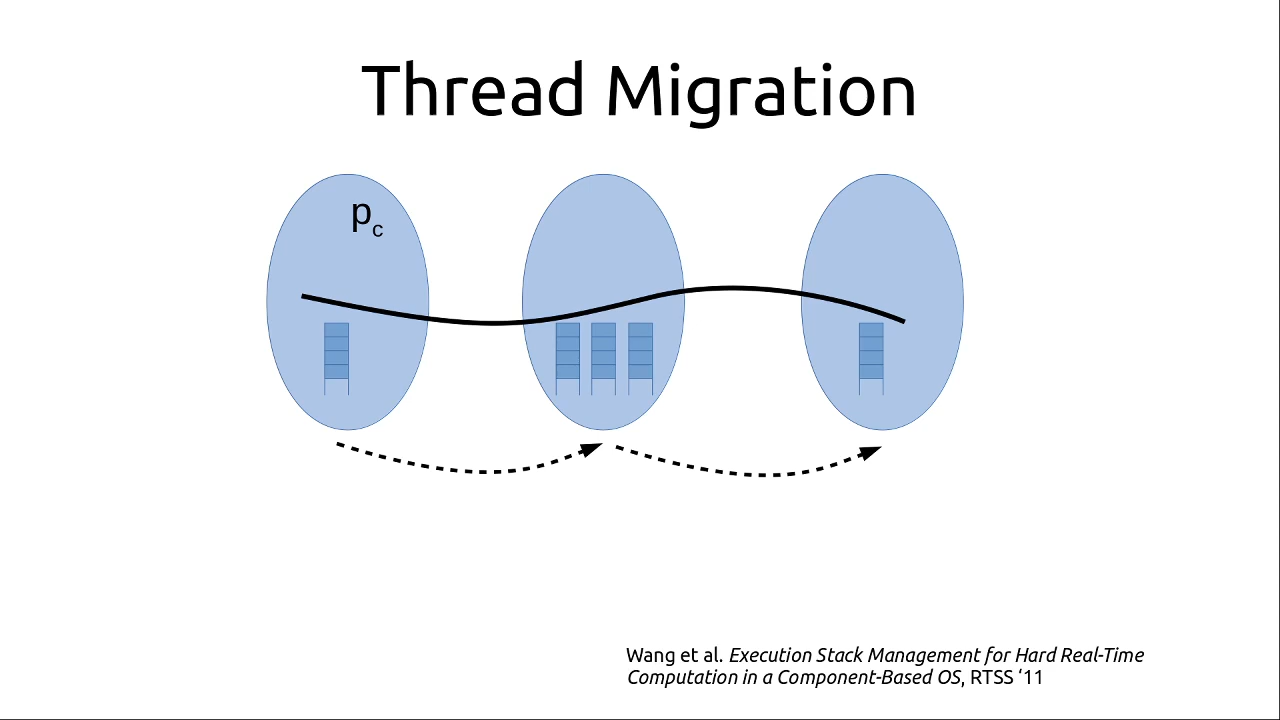 Thread Migration
pc
Wang et al. Execution Stack Management for Hard Real-Time
Computation in a Component-Based OS, RTSS ‘11